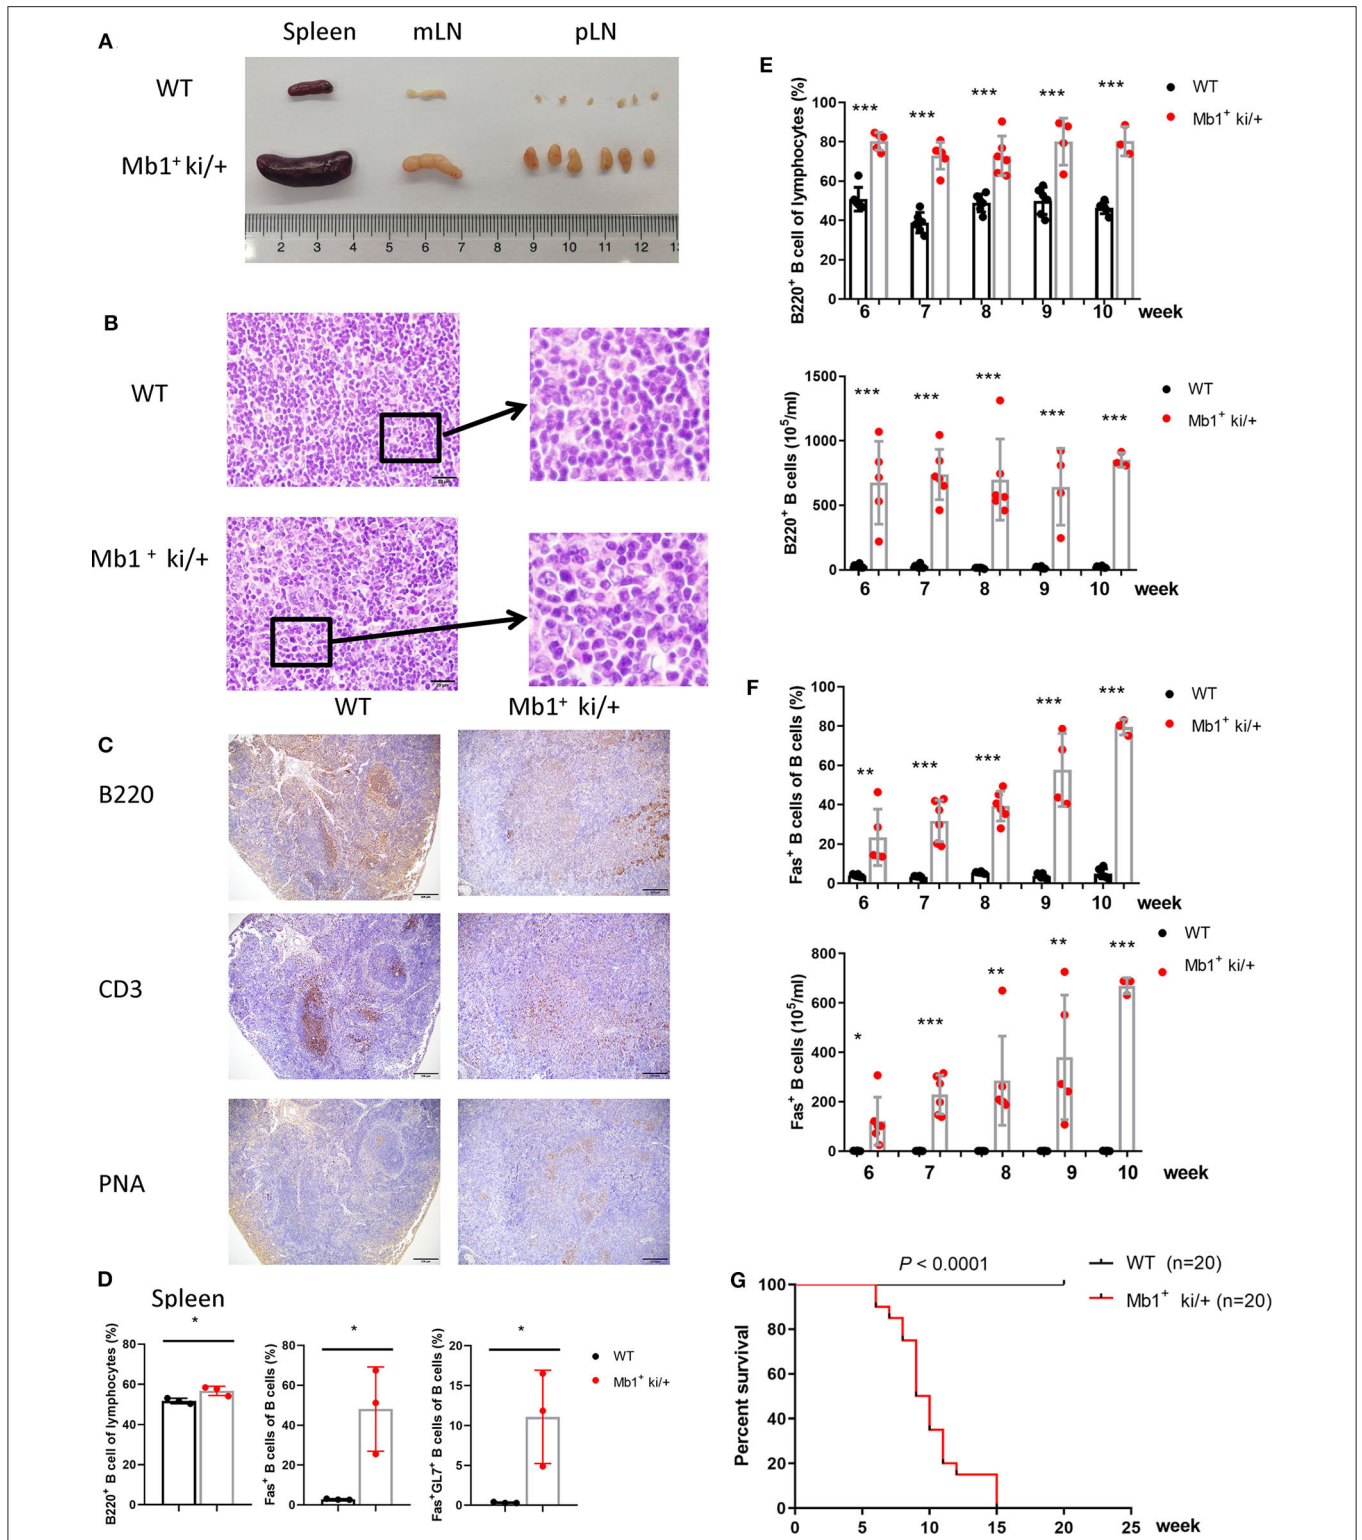 A
Spleen mLN pLN
WT
Mb1+ ki/+
2 3 4 5 6 7 8 9 10 11 12 13
B
WT
Mb1 + ki/+
C
WT Mb1+ ki/+
B220
CD3
PNA
D
Spleen
B220+ B cell of lymphocytes (%)
80
60
40
20
0
*
Fas+ B cells of B cells (%)
80
60
40
20
0
*
Fas+GL7+ B cells of B cells (%)
20
15
10
5
0
*
WT
Mb1+ ki/+
E
B220+ B cell of lymphocytes (%)
100
80
60
40
20
0
*** *** *** *** ***
WT
Mb1+ ki/+
6 7 8 9 10 week
B220+ B cells (10^5/ml)
1500
1000
500
0
*** *** *** *** ***
WT
Mb1+ ki/+
6 7 8 9 10 week
F
Fas+ B cells of B cells (%)
100
80
60
40
20
0
** *** *** *** ***
WT
Mb1+ ki/+
6 7 8 9 10 week
Fas+ B cells (10^5/ml)
800
600
400
200
0
* *** ** ** ***
WT
Mb1+ ki/+
6 7 8 9 10 week
G
P < 0.0001
WT (n=20)
Mb1+ ki/+ (n=20)
Percent survival
100
80
60
40
20
0
0 5 10 15 20 25 week